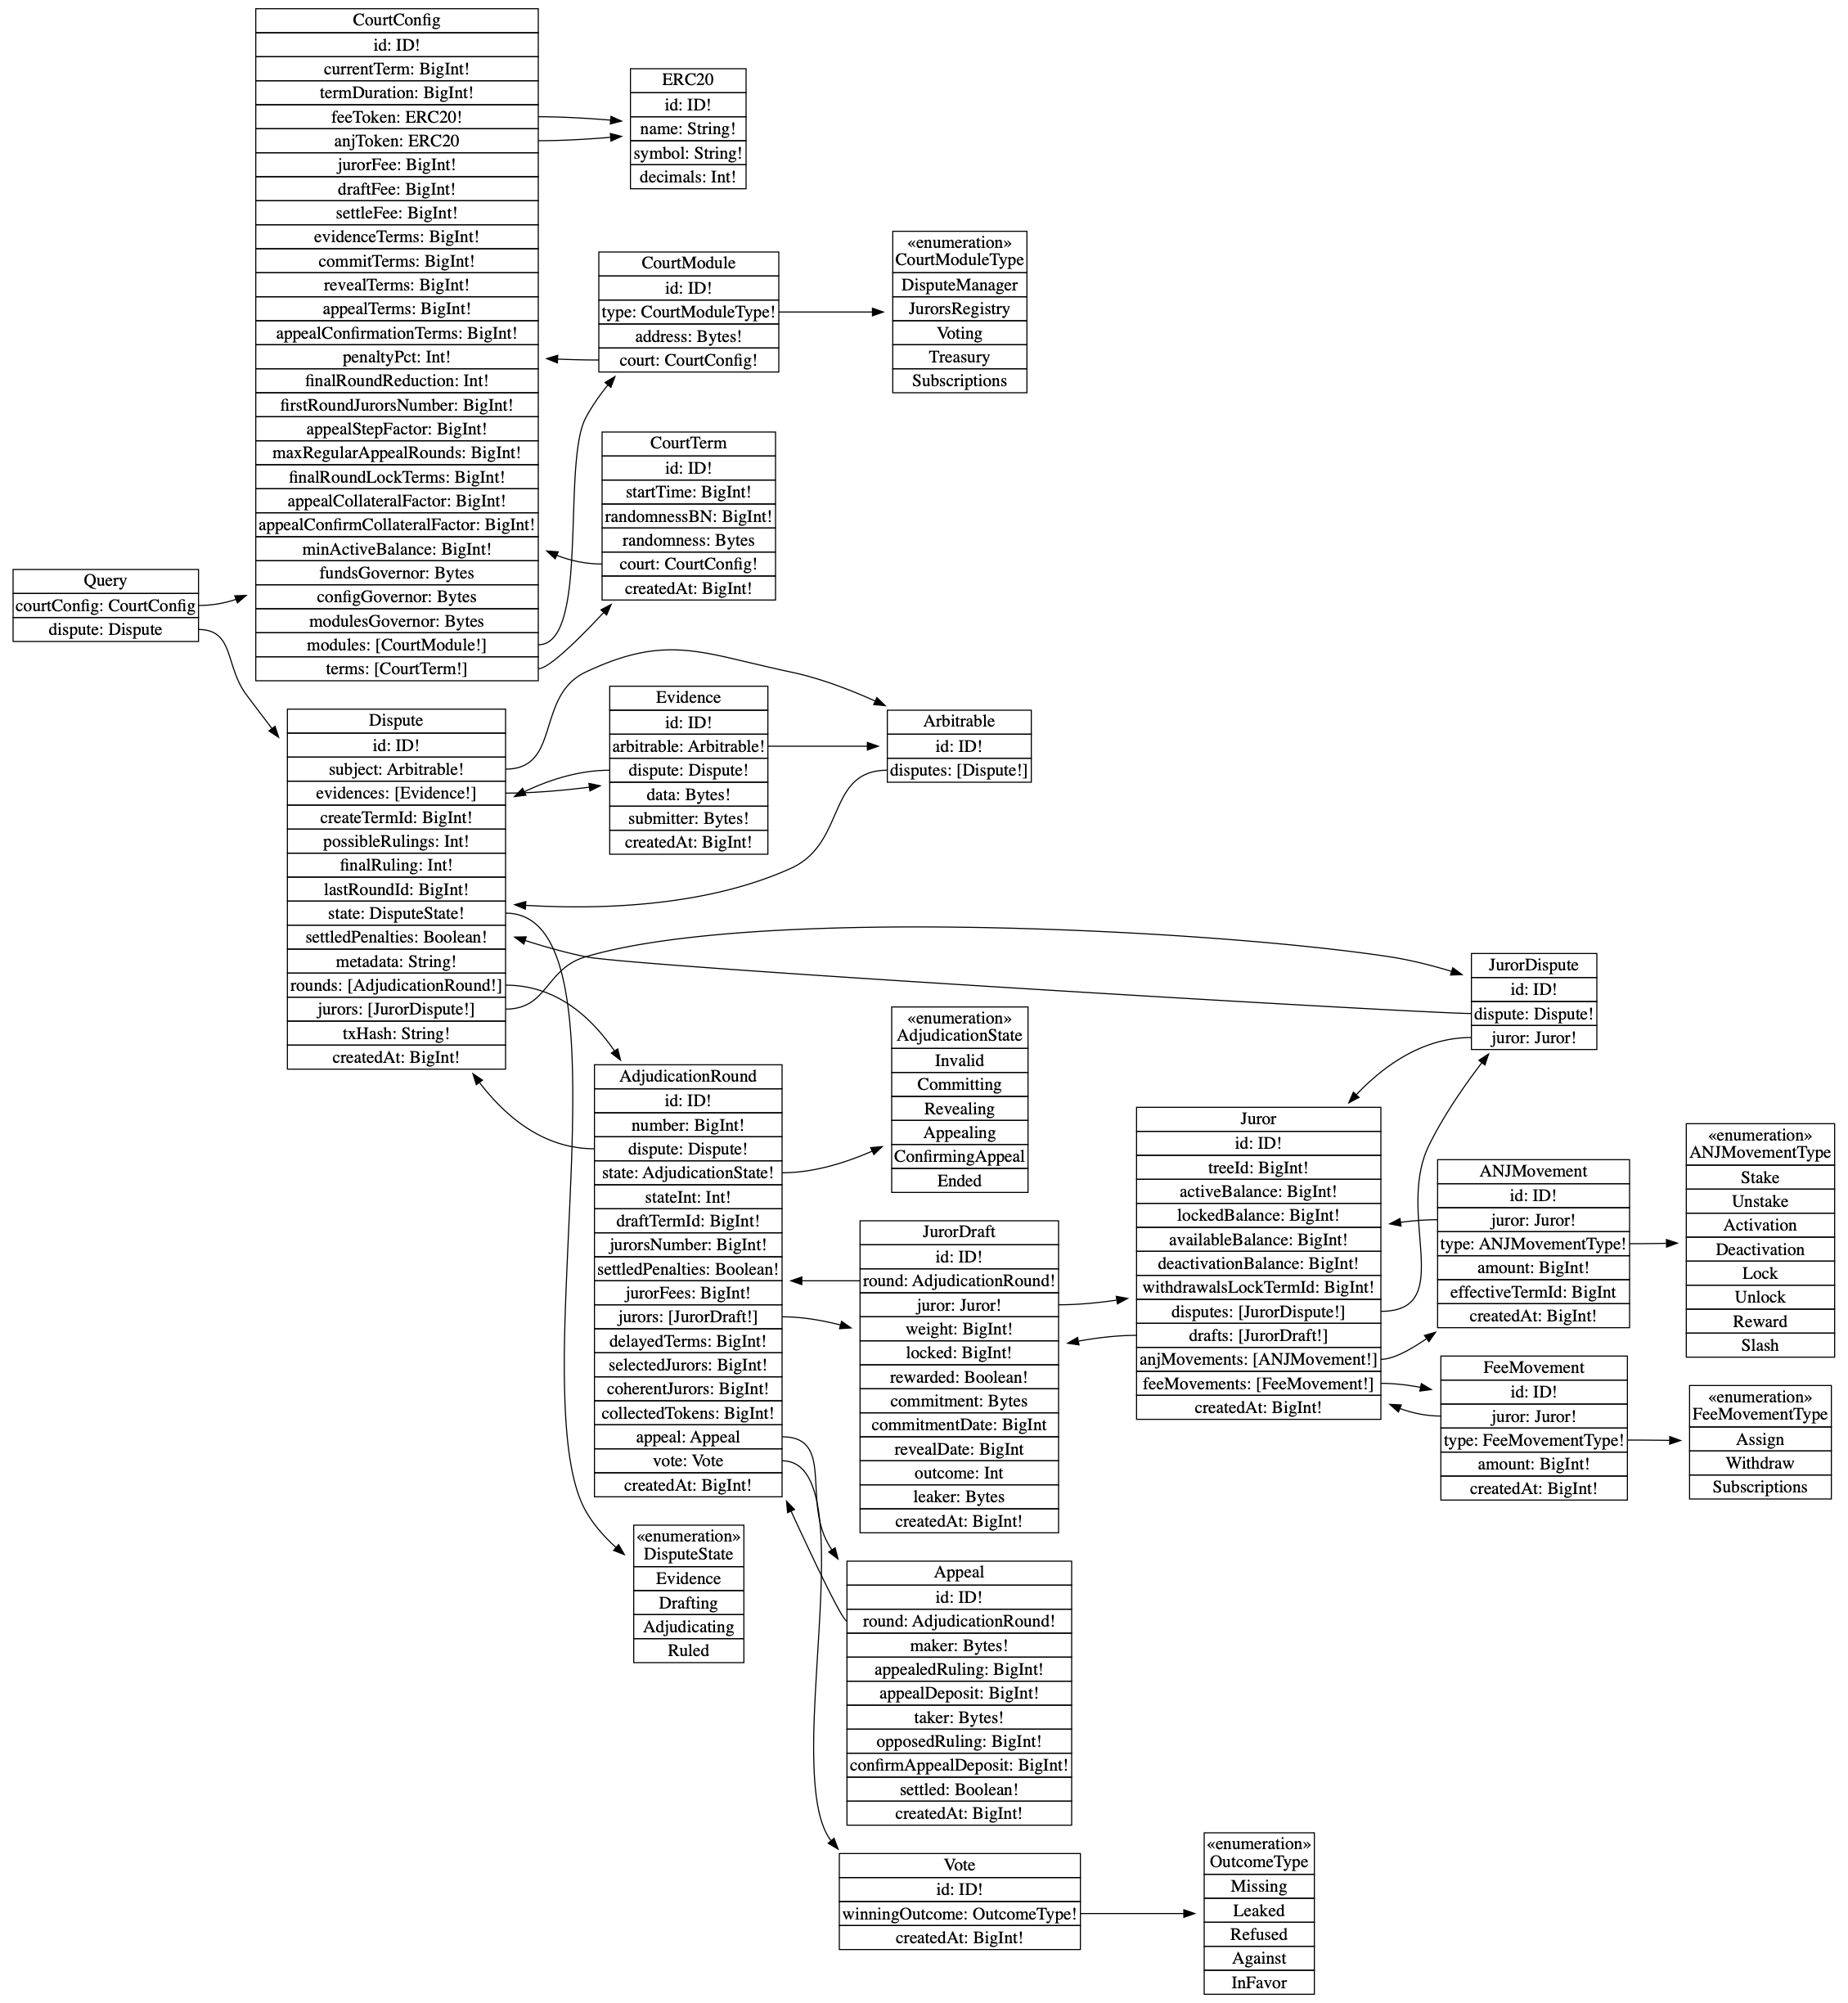 Query
courtConfig: CourtConfig
dispute: Dispute
CourtConfig
id: ID!
currentTerm: BigInt!
termDuration: BigInt!
feeToken: ERC20!
anjToken: ERC20
jurorFee: BigInt!
draftFee: BigInt!
settleFee: BigInt!
evidenceTerms: BigInt!
commitTerms: BigInt!
revealTerms: BigInt!
appealTerms: BigInt!
appealConfirmationTerms: BigInt!
penaltyPct: Int!
finalRoundReduction: Int!
firstRoundJurorsNumber: BigInt!
appealStepFactor: BigInt!
maxRegularAppealRounds: BigInt!
finalRoundLockTerms: BigInt!
appealCollateralFactor: BigInt!
appealConfirmCollateralFactor: BigInt!
minActiveBalance: BigInt!
fundsGovernor: Bytes
configGovernor: Bytes
modulesGovernor: Bytes
modules: [CourtModule!]
terms: [CourtTerm!]
ERC20
id: ID!
name: String!
symbol: String!
decimals: Int!
CourtModule
id: ID!
type: CourtModuleType!
address: Bytes!
court: CourtConfig!
«enumeration»
CourtModuleType
DisputeManager
JurorsRegistry
Voting
Treasury
Subscriptions
CourtTerm
id: ID!
startTime: BigInt!
randomnessBN: BigInt!
randomness: Bytes
court: CourtConfig!
createdAt: BigInt!
Dispute
id: ID!
subject: Arbitrable!
evidences: [Evidence!]
createTermId: BigInt!
possibleRulings: Int!
finalRuling: Int!
lastRoundId: BigInt!
state: DisputeState!
settledPenalties: Boolean!
metadata: String!
rounds: [AdjudicationRound!]
jurors: [JurorDispute!]
txHash: String!
createdAt: BigInt!
Evidence
id: ID!
arbitrable: Arbitrable!
dispute: Dispute!
data: Bytes!
submitter: Bytes!
createdAt: BigInt!
Arbitrable
id: ID!
disputes: [Dispute!]
AdjudicationRound
id: ID!
number: BigInt!
dispute: Dispute!
state: AdjudicationState!
stateInt: Int!
draftTermId: BigInt!
jurorsNumber: BigInt!
settledPenalties: Boolean!
jurorFees: BigInt!
jurors: [JurorDraft!]
delayedTerms: BigInt!
selectedJurors: BigInt!
coherentJurors: BigInt!
collectedTokens: BigInt!
appeal: Appeal
vote: Vote
createdAt: BigInt!
«enumeration»
AdjudicationState
Invalid
Committing
Revealing
Appealing
ConfirmingAppeal
Ended
JurorDispute
id: ID!
dispute: Dispute!
juror: Juror!
JurorDraft
id: ID!
round: AdjudicationRound!
juror: Juror!
weight: BigInt!
locked: BigInt!
rewarded: Boolean!
commitment: Bytes
commitmentDate: BigInt
revealDate: BigInt
outcome: Int
leaker: Bytes
createdAt: BigInt!
Juror
id: ID!
treeId: BigInt!
activeBalance: BigInt!
lockedBalance: BigInt!
availableBalance: BigInt!
deactivationBalance: BigInt!
withdrawalsLockTermId: BigInt!
disputes: [JurorDispute!]
drafts: [JurorDraft!]
anjMovements: [ANJMovement!]
feeMovements: [FeeMovement!]
createdAt: BigInt!
ANJMovement
id: ID!
juror: Juror!
type: ANJMovementType!
amount: BigInt!
effectiveTermId: BigInt
createdAt: BigInt!
«enumeration»
ANJMovementType
Stake
Unstake
Activation
Deactivation
Lock
Unlock
Reward
Slash
FeeMovement
id: ID!
juror: Juror!
type: FeeMovementType!
amount: BigInt!
createdAt: BigInt!
«enumeration»
FeeMovementType
Assign
Withdraw
Subscriptions
«enumeration»
DisputeState
Evidence
Drafting
Adjudicating
Ruled
Appeal
id: ID!
round: AdjudicationRound!
maker: Bytes!
appealedRuling: BigInt!
appealDeposit: BigInt!
taker: Bytes!
opposedRuling: BigInt!
confirmAppealDeposit: BigInt!
settled: Boolean!
createdAt: BigInt!
Vote
id: ID!
winningOutcome: OutcomeType!
createdAt: BigInt!
«enumeration»
OutcomeType
Missing
Leaked
Refused
Against
InFavor